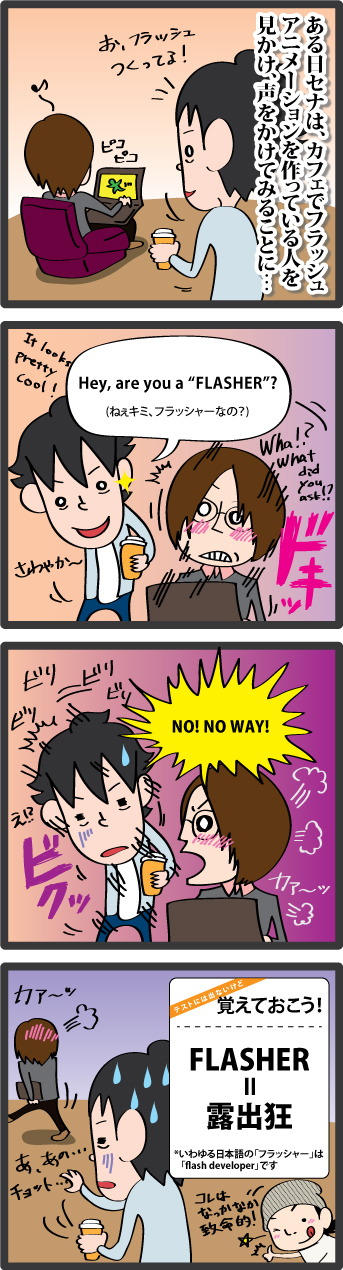 ある日セナは、カフェでフラッシュ
アニメーションを作っている人を
見かけ、声をかけてみることに…
お、フラッシュ
つくってる!
ピコ
ピコ
It looks
pretty
cool!
Hey, are you a “FLASHER”?
(ねぇキミ、フラッシャーなの?)
Wha!?
What
did
You
ask!?
さわやか〜
ドキッ
ビリ
ビリ
ビリ
ビリ
NO! NO WAY!
え!?
ビクッ
カァ〜ッ
カァ〜ッ
テストには出ないけど
覚えておこう!
FLASHER
=
露出狂
*いわゆる日本語の「フラッシャー」は
「flash developer」です
あ、あの…
チョット…
コレは
なっかなか
致命的!